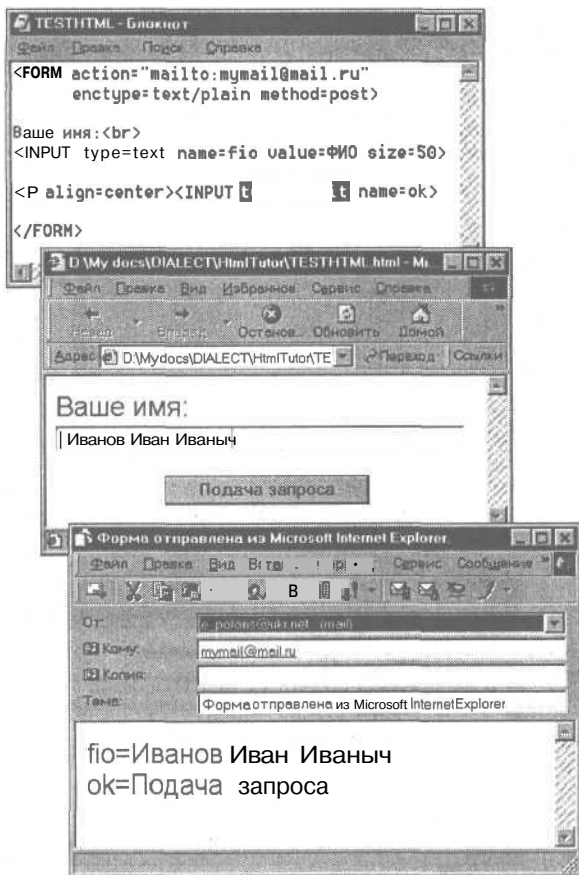 TESTHTML - Блокнот
Файл Правка Поиск Справка
<FORM action="mailto:mymail@mail.ru"
enctype=text/plain method=post>
Ваше имя:<br>
<INPUT type=text name=fio value=ФИО size=50>
<P align=center><INPUT t t name=ok>
</FORM>
D:\My docs\DIALECT\HtmlTutor\TESTHTML.html - Mi
Файл Правка Вид Избранное Сервис Справка
Останов.. Обновить Домой
Адрес D:\Mydocs\DIALECT\HtmlTutor\TE Переход Ссылки
Ваше имя:
Иванов Иван Иваныч
Подача запроса
Форма отправлена из Microsoft Internet Explorer.
Файл Правка Вид Сервис Сообщение
От:
Кому: mymail@mail.ru
Копия:
Тема: Форма отправлена из Microsoft Internet Explorer
fio=Иванов Иван Иваныч
ok=Подача запроса